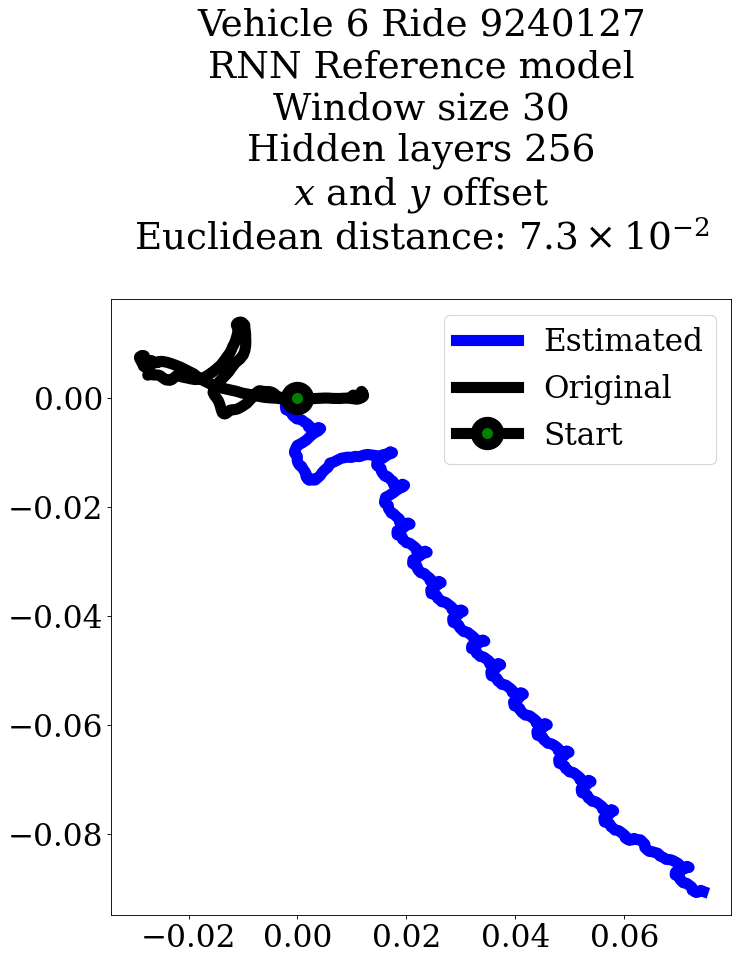 Vehicle 6 Ride 9240127
RNN Reference model
Window size 30
Hidden layers 256
x and y offset
Euclidean distance: 7.3 × 10⁻²
Estimated
Original
Start
0.00
−0.02
−0.04
−0.06
−0.08
−0.02 0.00 0.02 0.04 0.06